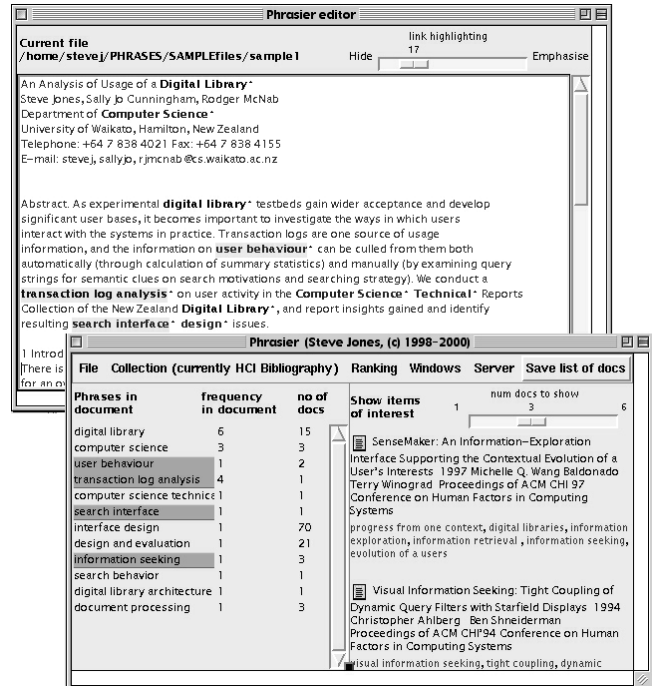 Phrasier editor
Current file
/home/stevej/PHRASES/SAMPLEfiles/sample1
link highlighting
17
Hide
Emphasise
An Analysis of Usage of a Digital Library
Steve Jones, Sally Jo Cunningham, Rodger McNab
Department of Computer Science
University of Waikato, Hamilton, New Zealand
Telephone: +64 7 838 4021 Fax: +64 7 838 4155
E-mail: stevej, sallyjo, rjmcnab@cs.waikato.ac.nz
Abstract. As experimental digital library testbeds gain wider acceptance and develop
significant user bases, it becomes important to investigate the ways in which users
interact with the systems in practice. Transaction logs are one source of usage
information, and the information on user behaviour can be culled from them both
automatically (through calculation of summary statistics) and manually (by examining query
strings for semantic clues on search motivations and searching strategy). We conduct a
transaction log analysis on user activity in the Computer Science Technical Reports
Collection of the New Zealand Digital Library, and report insights gained and identify
resulting search interface design issues.
1 Introd
There is
for an ov
Phrasier (Steve Jones, (c) 1998-2000)
File Collection (currently HCI Bibliography) Ranking Windows Server Save list of docs
Phrases in
document
frequency
in document
no of
docs
digital library 6 15
computer science 3 3
user behaviour 1 2
transaction log analysis 4 1
computer science technica 1 1
search interface 1 1
interface design 1 70
design and evaluation 1 21
information seeking 1 3
search behavior 1 1
digital library architecture 1 1
document processing 1 3
Show items
of interest
num docs to show
1 3 6
SenseMaker: An Information-Exploration
Interface Supporting the Contextual Evolution of a
User's Interests 1997 Michelle Q. Wang Baldonado
Terry Winograd Proceedings of ACM CHI 97
Conference on Human Factors in Computing
Systems
progress from one context, digital libraries, information
exploration, information retrieval , information seeking,
evolution of a users
Visual Information Seeking: Tight Coupling of
Dynamic Query Filters with Starfield Displays 1994
Christopher Ahlberg Ben Shneiderman
Proceedings of ACM CHI'94 Conference on Human
Factors in Computing Systems
visual information seeking, tight coupling, dynamic